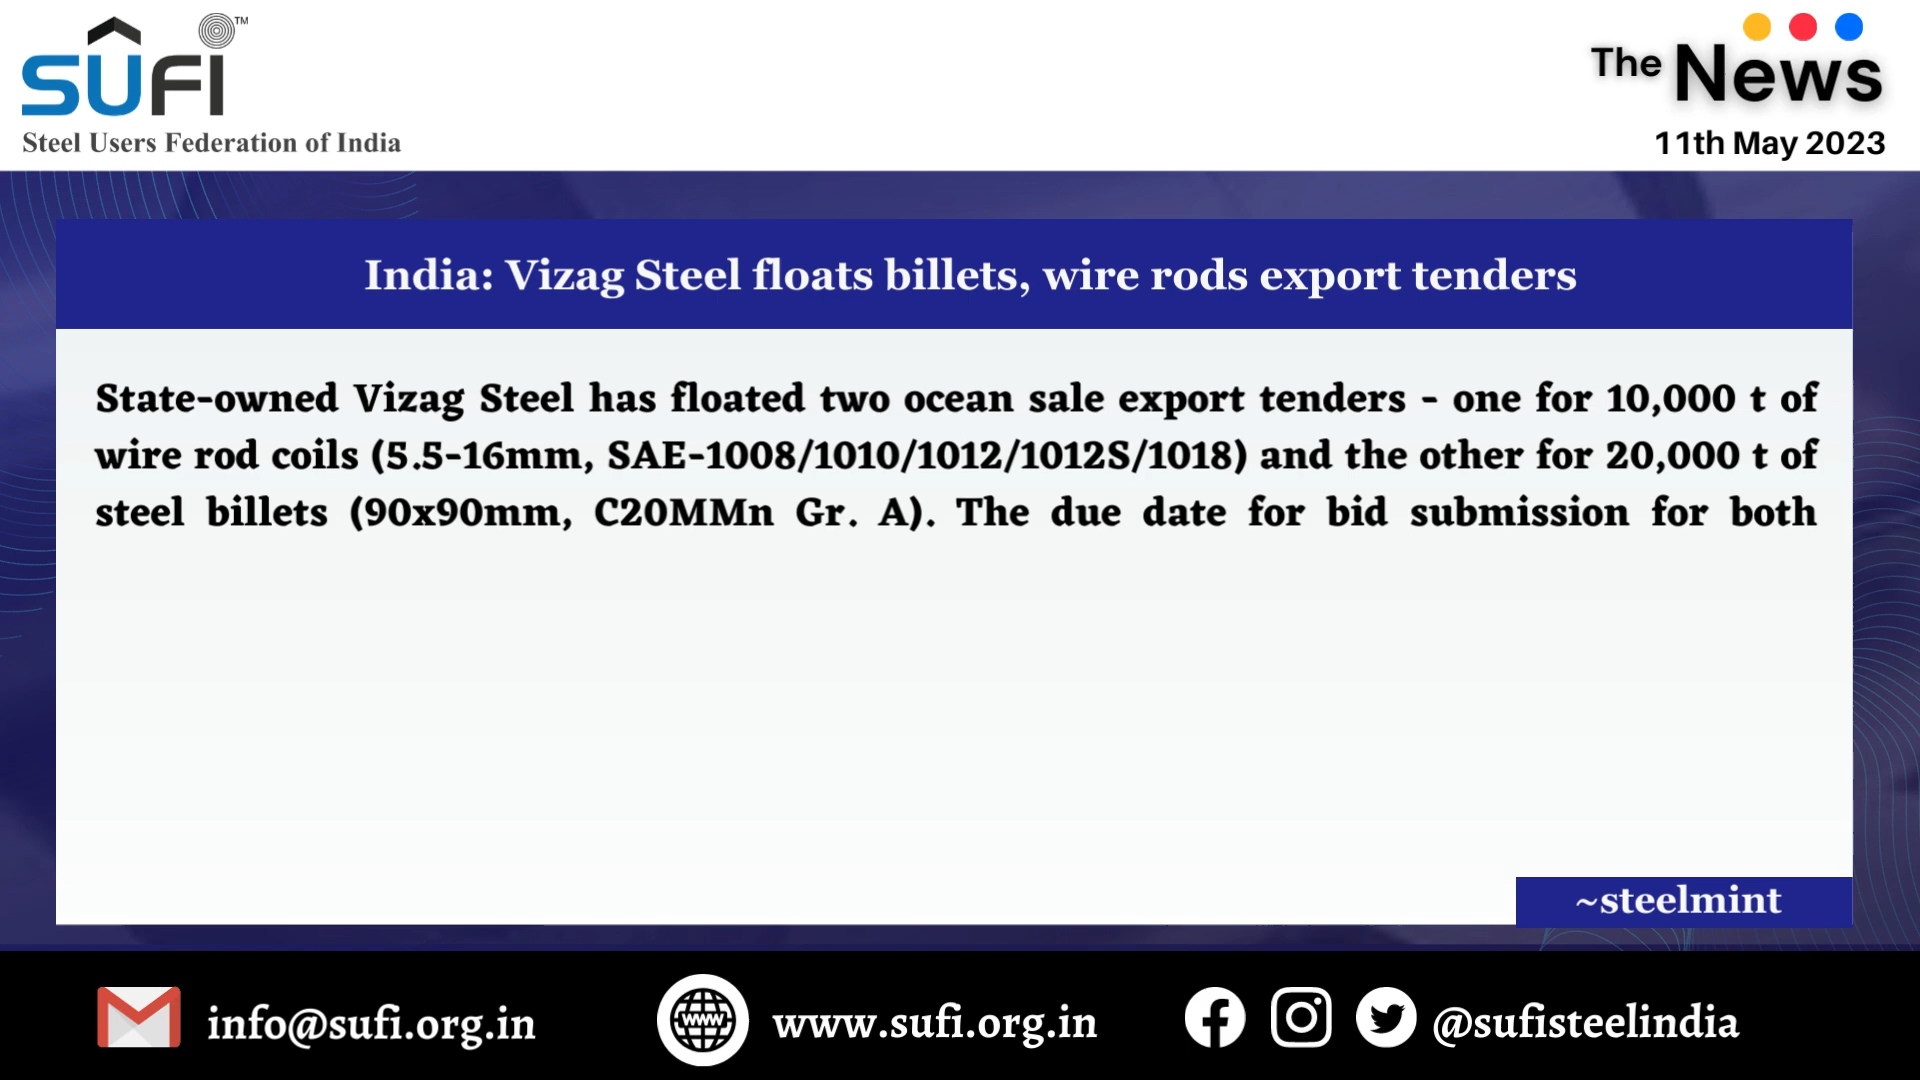 SUFI TM
Steel Users Federation of India
The News
11th May 2023
India: Vizag Steel floats billets, wire rods export tenders
State-owned Vizag Steel has floated two ocean sale export tenders - one for 10,000 t of
wire rod coils (5.5-16mm, SAE-1008/1010/1012/1012S/1018) and the other for 20,000 t of
steel billets (90x90mm, C20MMn Gr. A). The due date for bid submission for both
~steelmint
info@sufi.org.in
www
www.sufi.org.in
@sufisteelindia